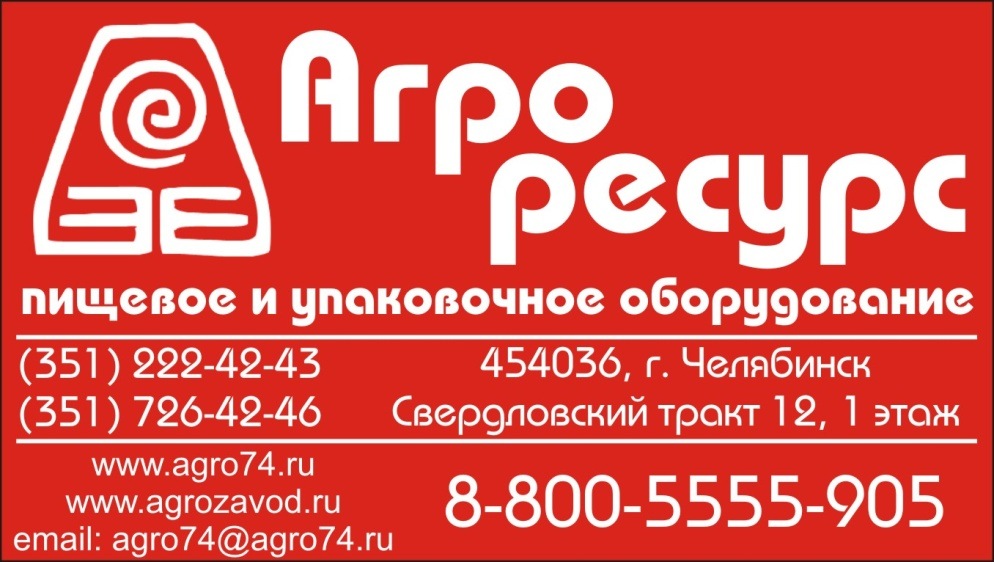 Агро
ресурс
пищевое и упаковочное оборудование
(351) 222-42-43
(351) 726-42-46
454036, г. Челябинск
Свердловский тракт 12, 1 этаж
www.agro74.ru
www.agrozavod.ru
email: agro74@agro74.ru
8-800-5555-905